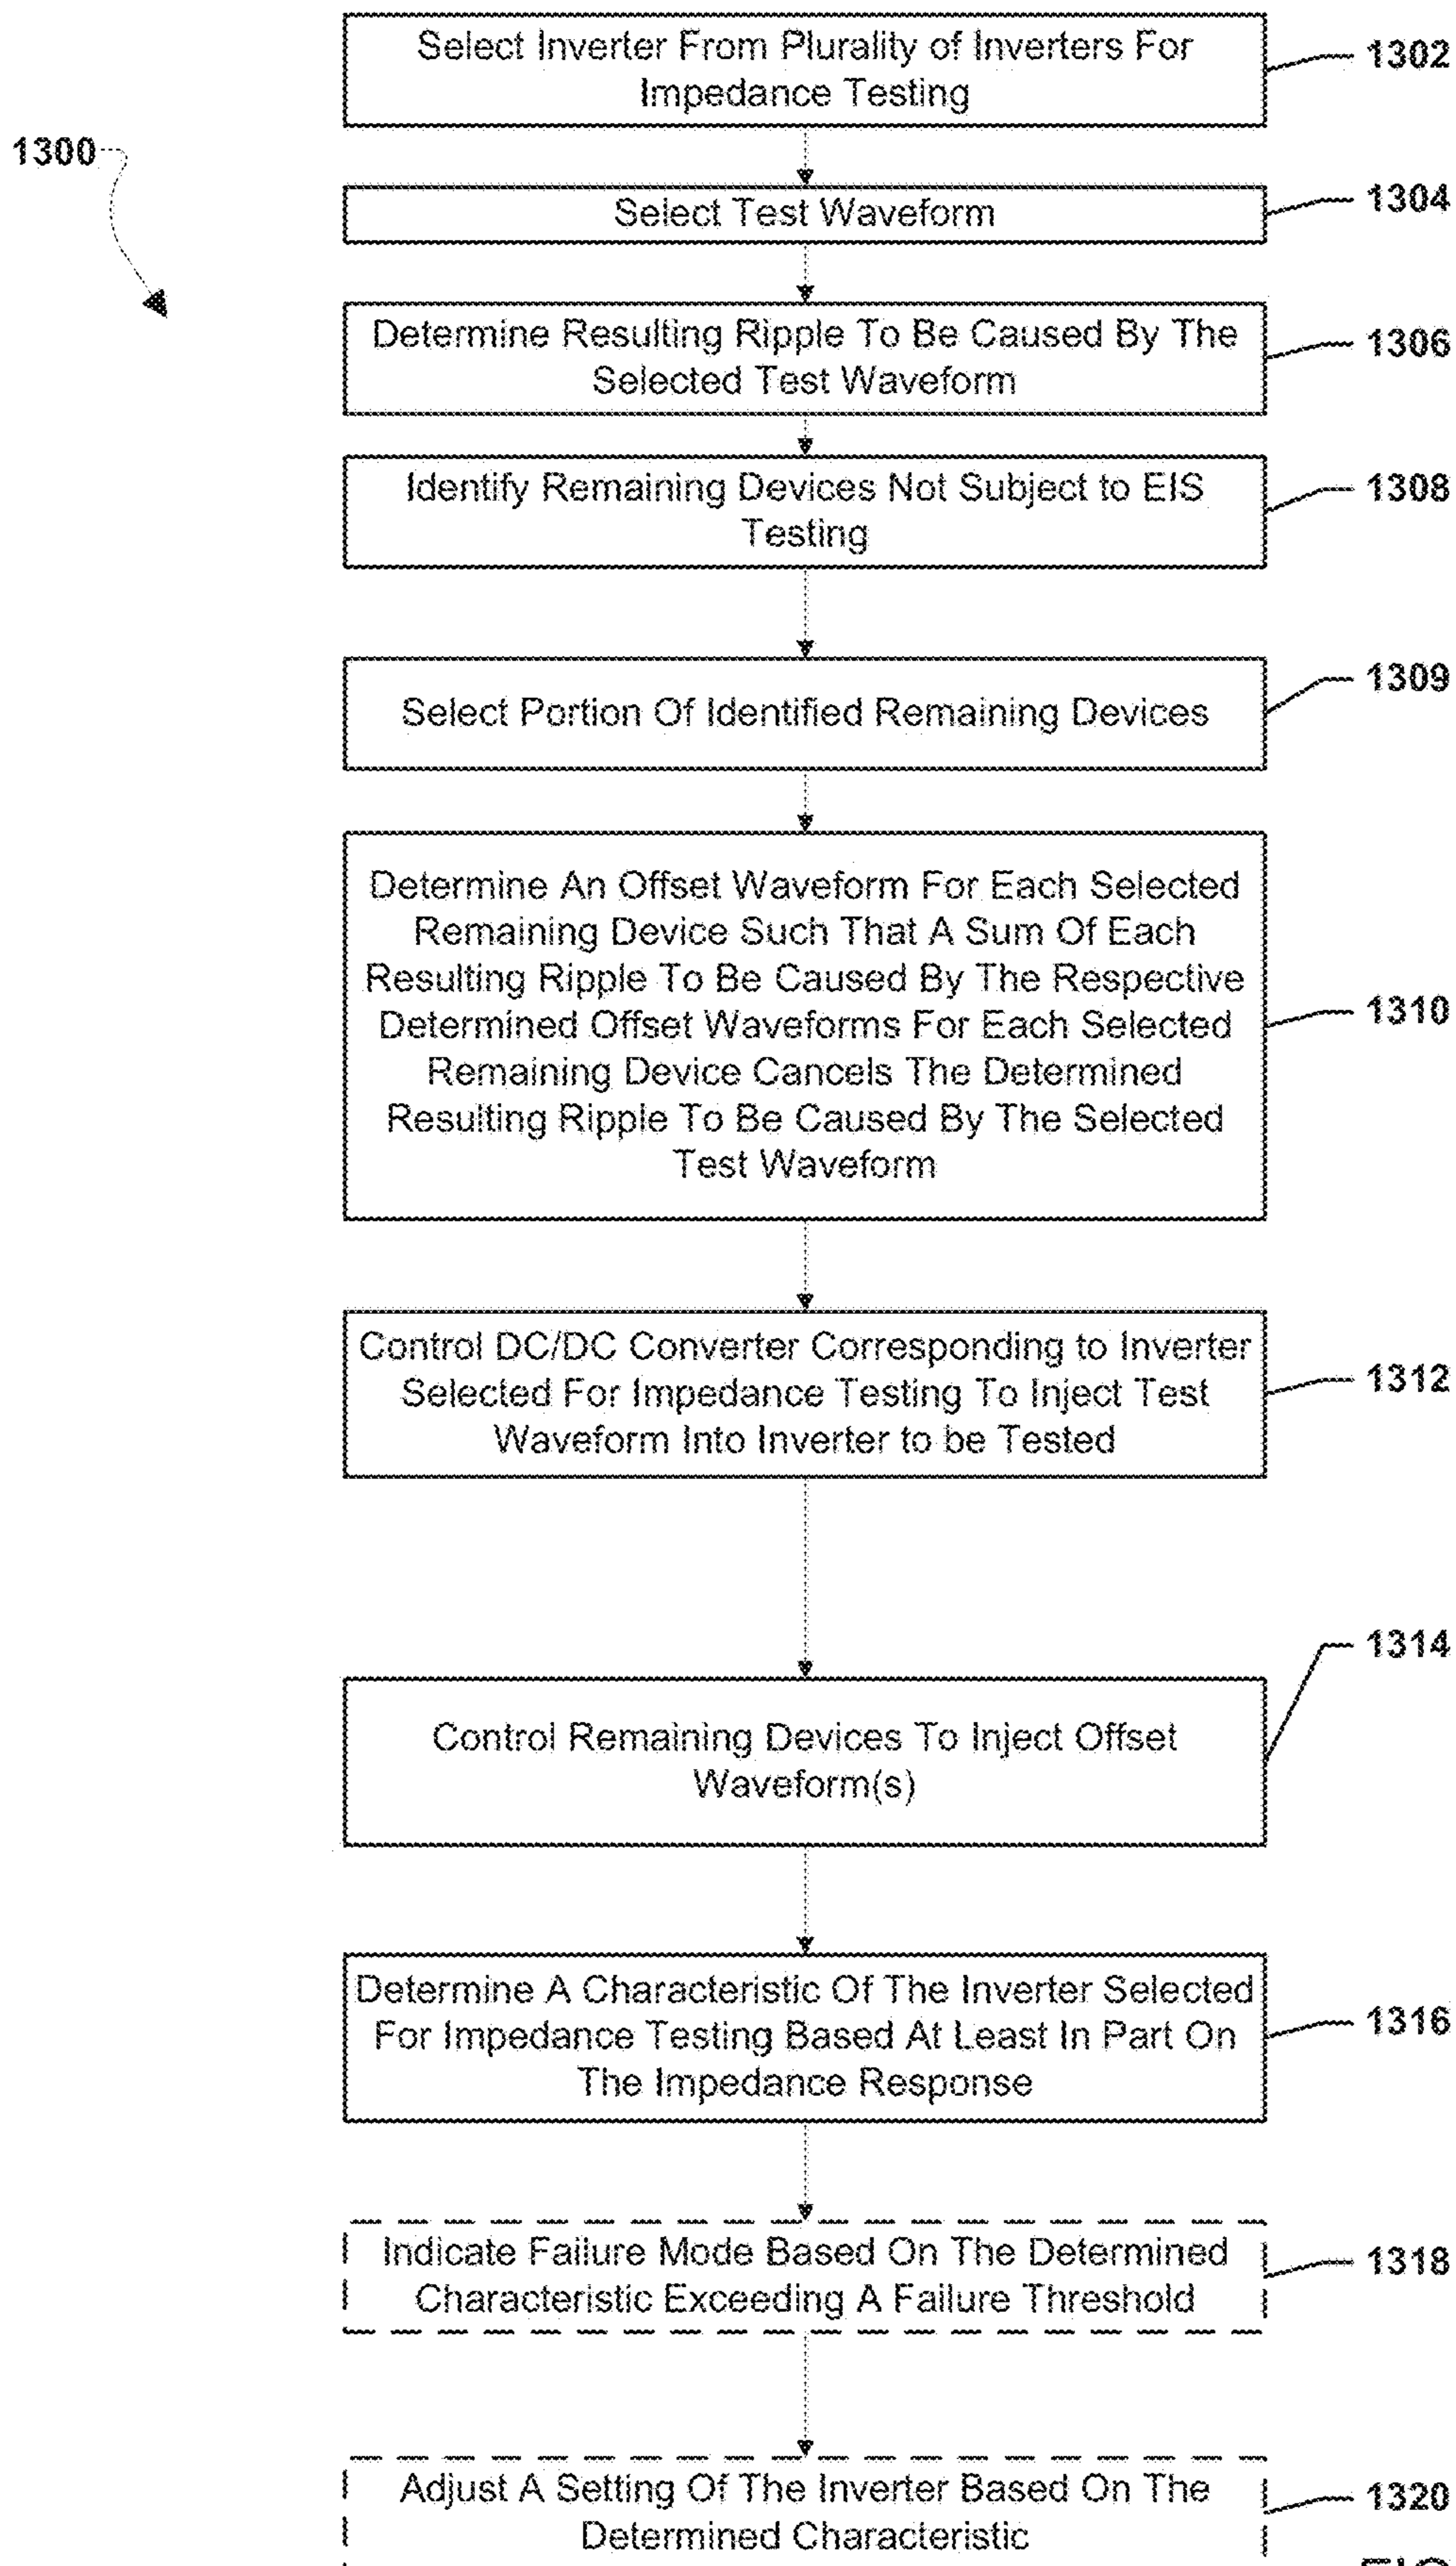 Select Inverter From Plurality of Inverters For
Impedance Testing
1302
1300
Select Test Waveform
1304
Determine Resulting Ripple To Be Caused By The
Selected Test Waveform
1306
Identify Remaining Devices Not Subject to EIS
Testing
1308
Select Portion Of Identified Remaining Devices
1309
Determine An Offset Waveform For Each Selected
Remaining Device Such That A Sum Of Each
Resulting Ripple To Be Caused By The Respective
Determined Offset Waveforms For Each Selected
Remaining Device Cancels The Determined
Resulting Ripple To Be Caused By The Selected
Test Waveform
1310
Control DC/DC Converter Corresponding to Inverter
Selected For Impedance Testing To Inject Test
Waveform Into Inverter to be Tested
1312
Control Remaining Devices To Inject Offset
Waveform(s)
1314
Determine A Characteristic Of The Inverter Selected
For Impedance Testing Based At Least In Part On
The Impedance Response
1316
Indicate Failure Mode Based On The Determined
Characteristic Exceeding A Failure Threshold
1318
Adjust A Setting Of The Inverter Based On The
Determined Characteristic
1320